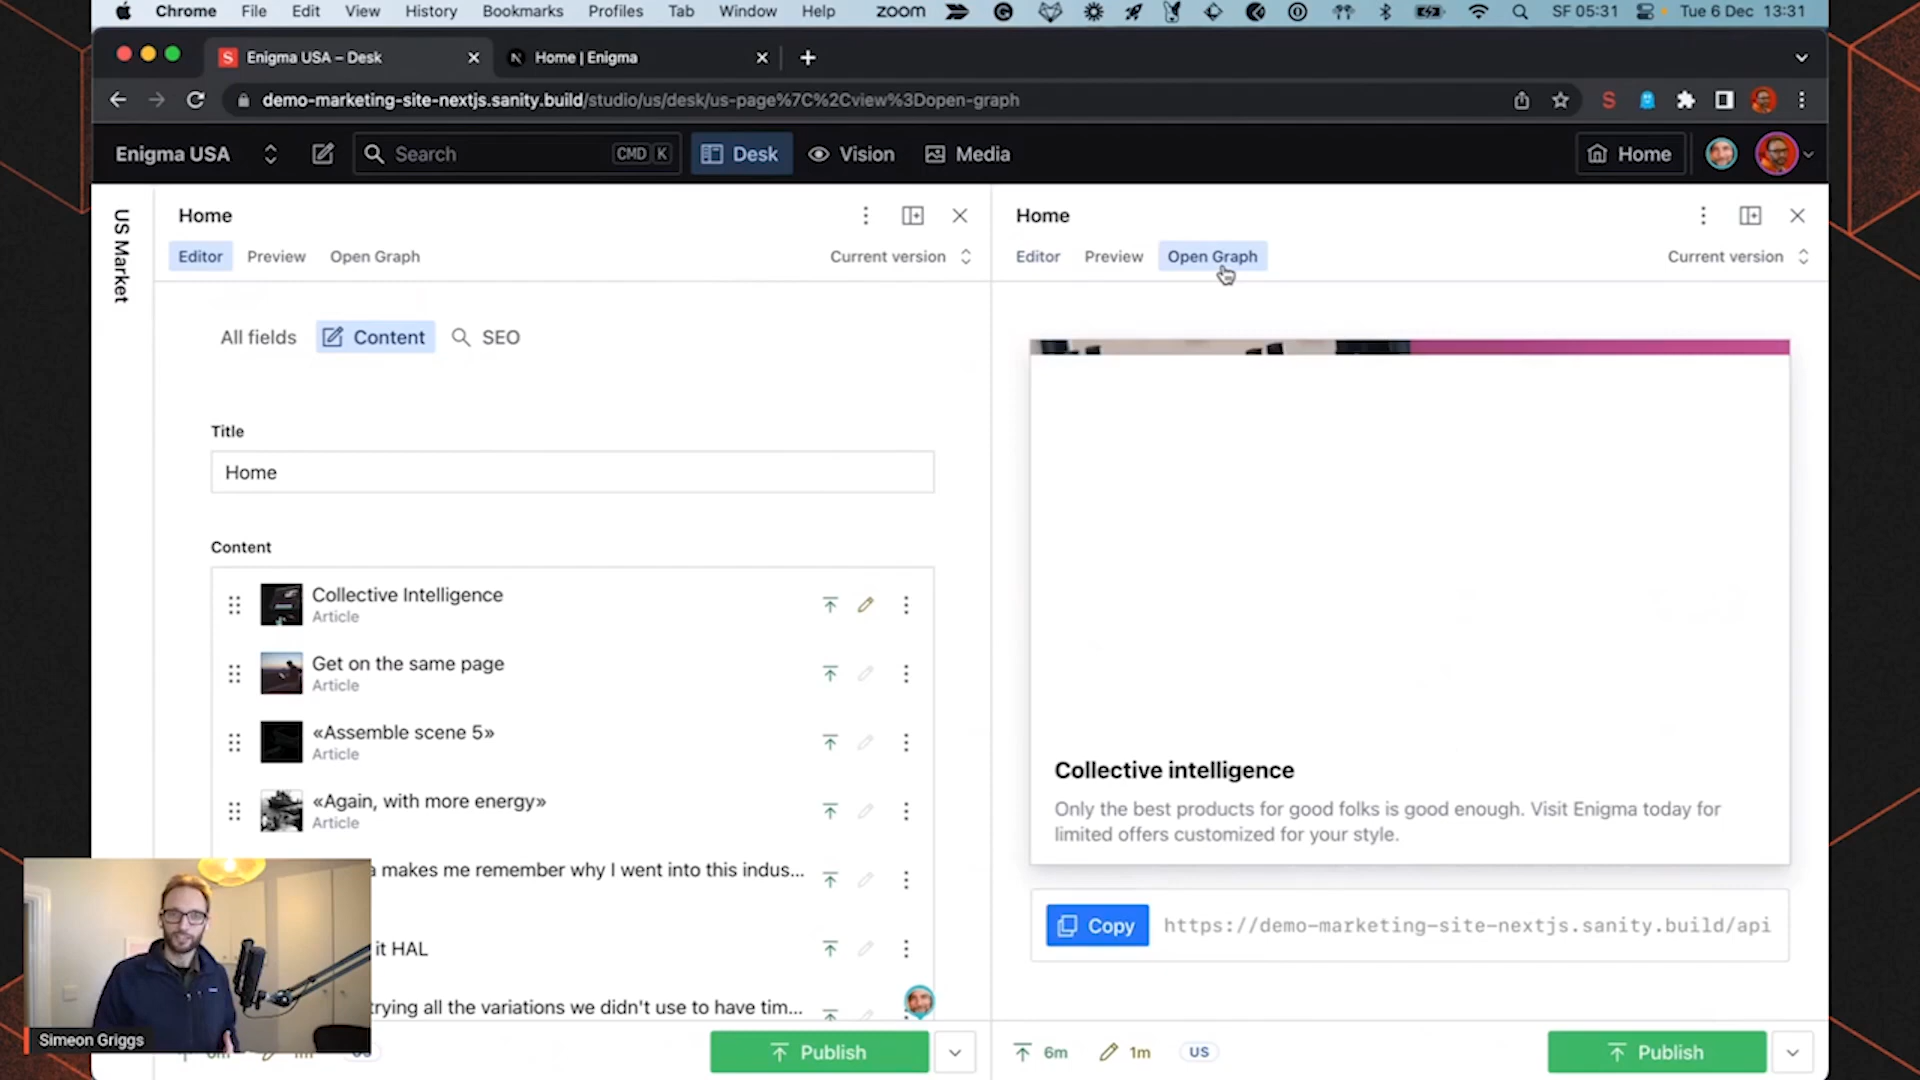 Chrome File Edit View History Bookmarks Profiles Tab Window Help zoom SF 05:31 Tue 6 Dec 13:31
Enigma USA – Desk Home | Enigma
demo-marketing-site-nextjs.sanity.build/studio/us/desk/us-page%7C%2Cview%3Dopen-graph
Enigma USA Search CMD K Desk Vision Media Home
US Market
Home
Editor Preview Open Graph Current version
All fields Content SEO
Title
Home
Content
Collective Intelligence
Article
Get on the same page
Article
«Assemble scene 5»
Article
«Again, with more energy»
Article
makes me remember why I went into this indus...
it HAL
trying all the variations we didn't use to have tim...
Publish
Home
Editor Preview Open Graph Current version
Collective intelligence
Only the best products for good folks is good enough. Visit Enigma today for
limited offers customized for your style.
Copy https://demo-marketing-site-nextjs.sanity.build/api
6m 1m US Publish
Simeon Griggs